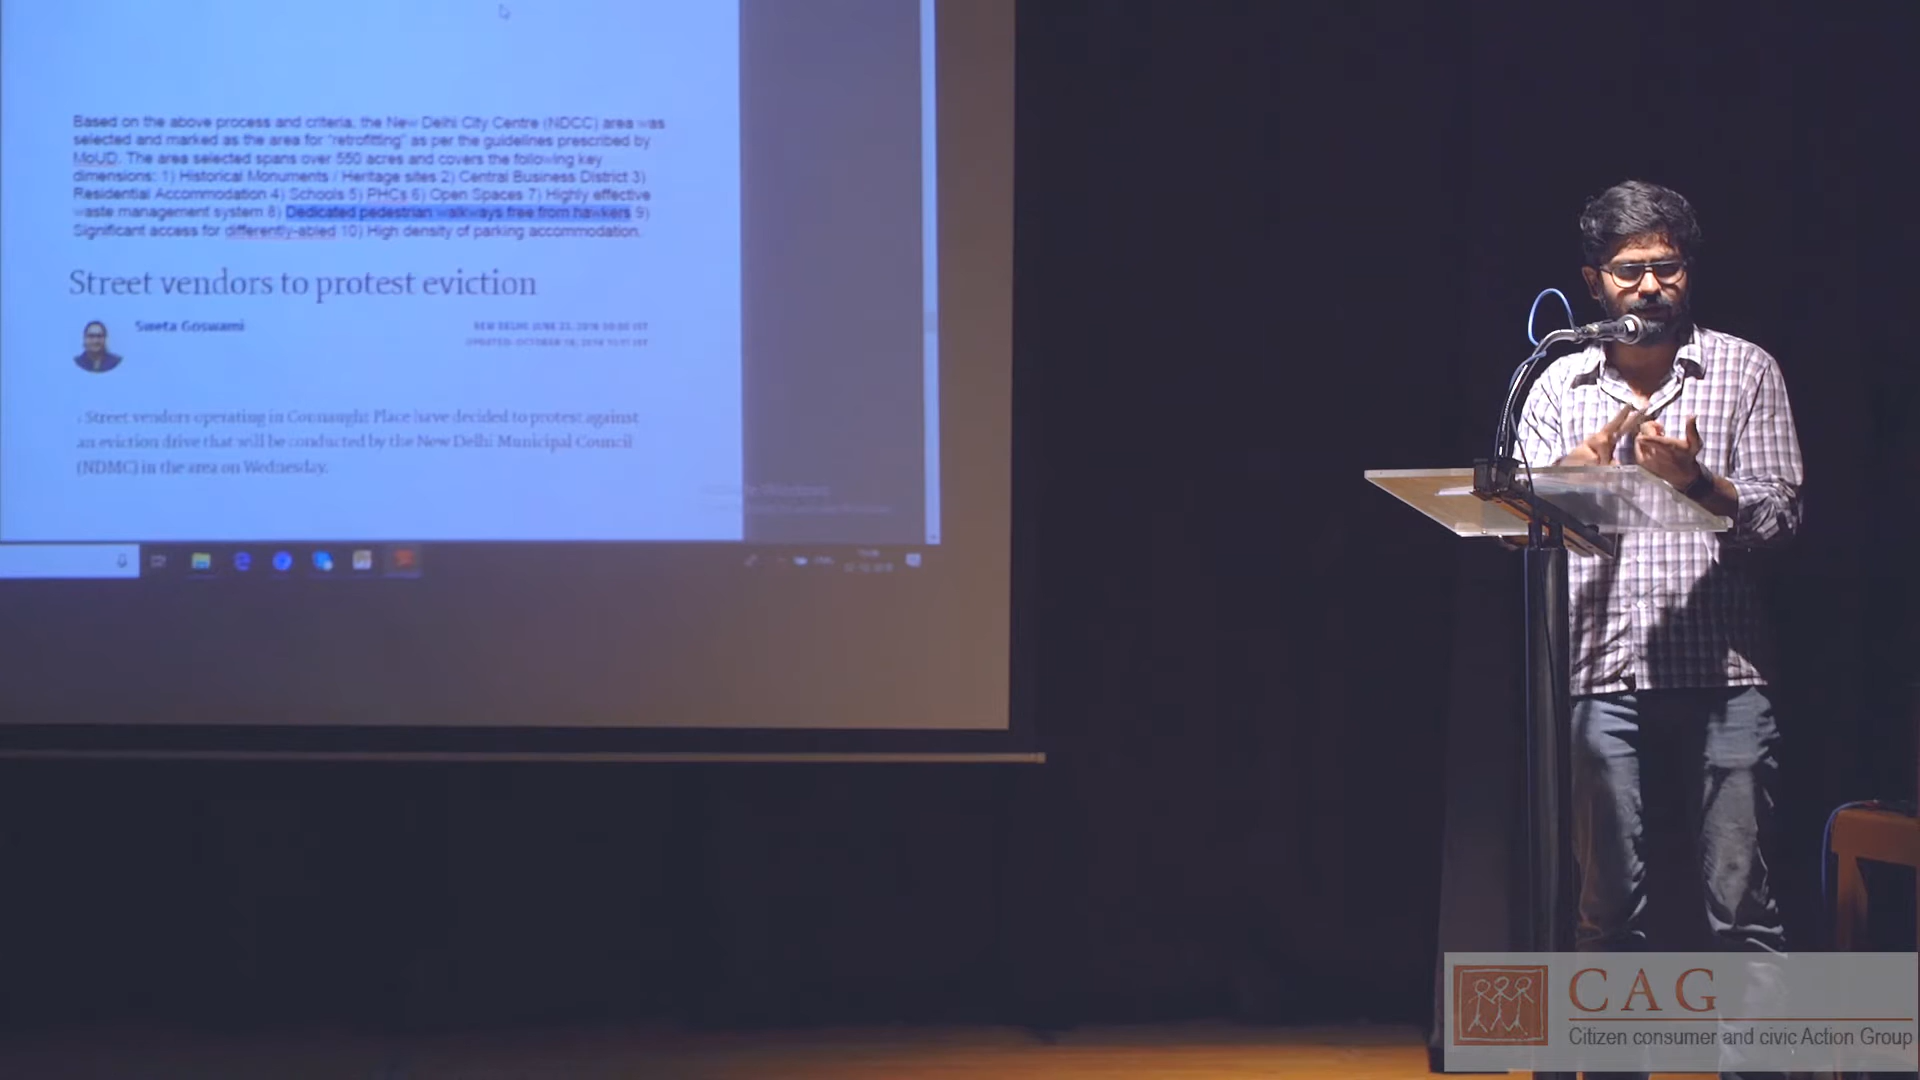 Based on the above process and criteria, the New Delhi City Centre (NDCC) area was
selected and marked as the area for "retrofitting" as per the guidelines prescribed by
MoUD. The area selected spans over 550 acres and covers the following key
dimensions: 1) Historical Monuments / Heritage sites 2) Central Business District 3)
Residential Accommodation 4) Schools 5) PHCs 6) Open Spaces 7) Highly effective
waste management system 8) Dedicated pedestrian walkways free from hawkers 9)
Significant access for differently-abled 10) High density of parking accommodation.
Street vendors to protest eviction
Sweta Goswami
NEW DELHI
UPDATED: OCTOBER
Street vendors operating in Connaught Place have decided to protest against
an eviction drive that will be conducted by the New Delhi Municipal Council
(NDMC) in the area on Wednesday.
CAG
Citizen consumer and civic Action Group